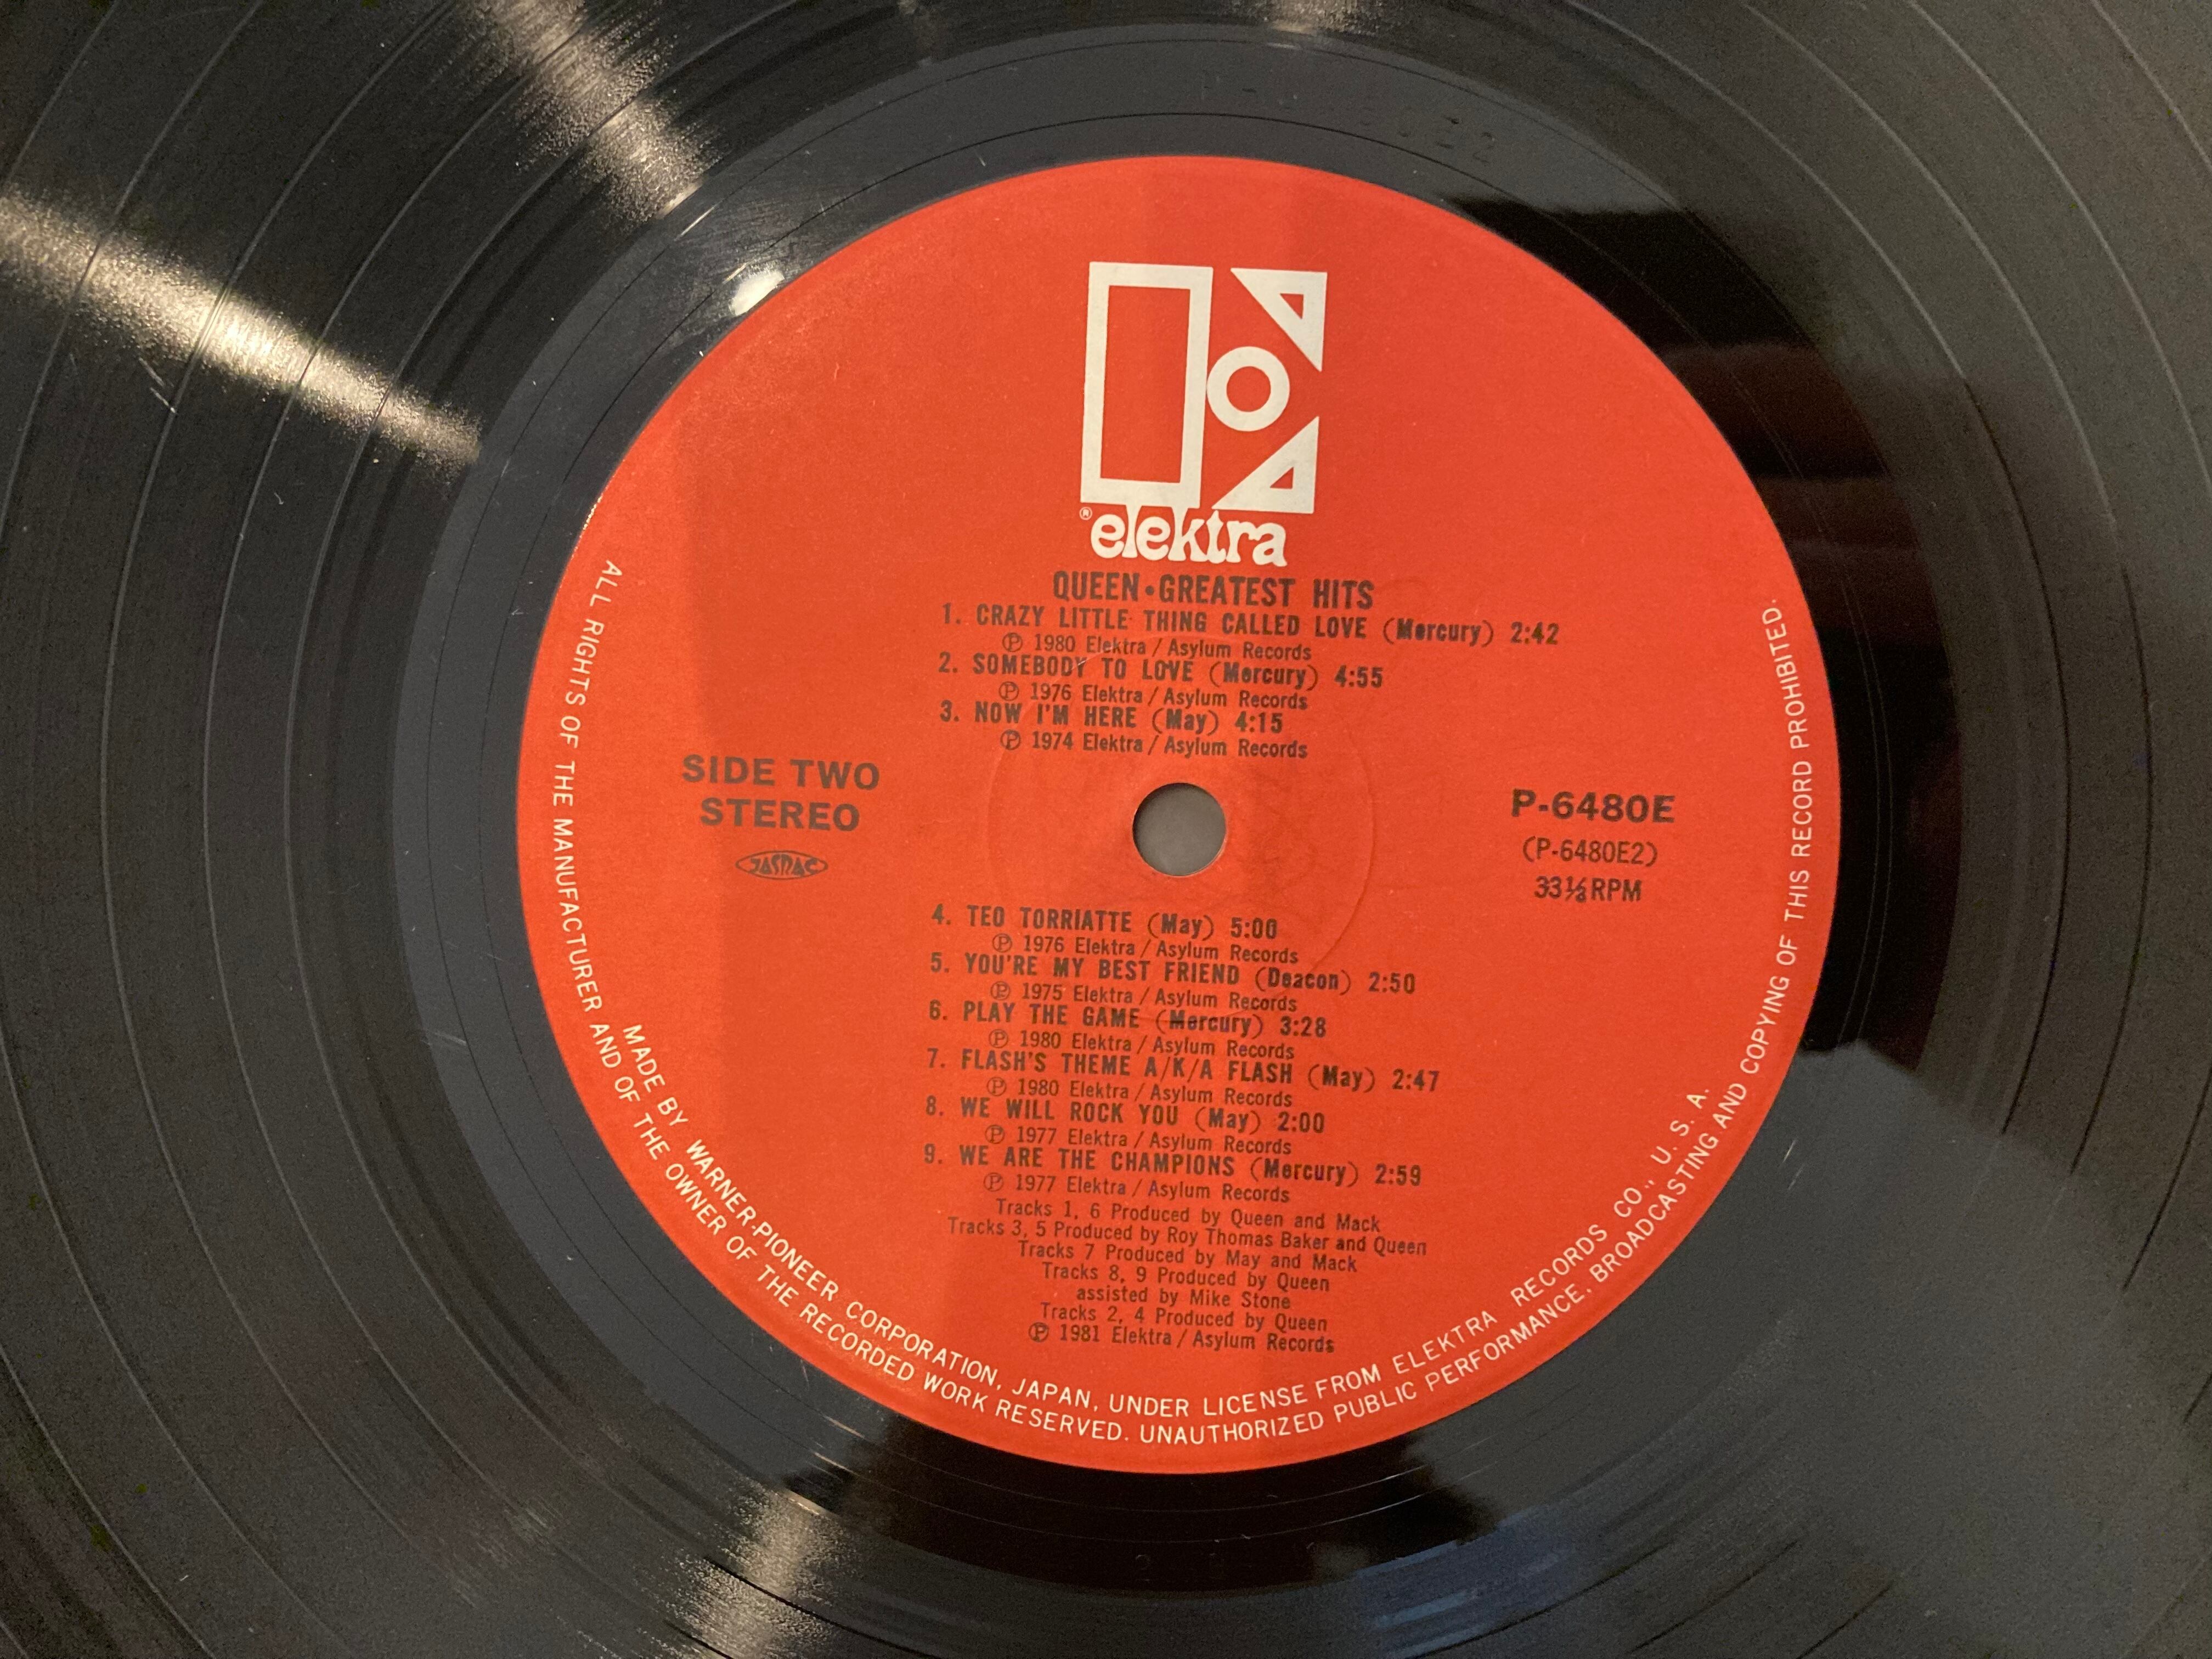 ® elektra
QUEEN•GREATEST HITS
1. CRAZY LITTLE THING CALLED LOVE (Mercury) 2:42
Ⓟ 1980 Elektra / Asylum Records
2. SOMEBODY TO LOVE (Mercury) 4:55
Ⓟ 1976 Elektra / Asylum Records
3. NOW I'M HERE (May) 4:15
Ⓟ 1974 Elektra / Asylum Records
SIDE TWO
STEREO
JASRAC
P-6480E
(P-6480E2)
33⅓RPM
4. TEO TORRIATTE (May) 5:00
Ⓟ 1976 Elektra / Asylum Records
5. YOU'RE MY BEST FRIEND (Deacon) 2:50
Ⓟ 1975 Elektra / Asylum Records
6. PLAY THE GAME (Mercury) 3:28
Ⓟ 1980 Elektra / Asylum Records
7. FLASH'S THEME A/K/A FLASH (May) 2:47
Ⓟ 1980 Elektra / Asylum Records
8. WE WILL ROCK YOU (May) 2:00
Ⓟ 1977 Elektra / Asylum Records
9. WE ARE THE CHAMPIONS (Mercury) 2:59
Ⓟ 1977 Elektra / Asylum Records
Tracks 1, 6 Produced by Queen and Mack
Tracks 3, 5 Produced by Roy Thomas Baker and Queen
Tracks 7 Produced by May and Mack
Tracks 8, 9 Produced by Queen
assisted by Mike Stone
Tracks 2, 4 Produced by Queen
Ⓟ 1981 Elektra / Asylum Records
MADE BY WARNER-PIONEER CORPORATION, JAPAN, UNDER LICENSE FROM ELEKTRA RECORDS CO., U. S. A.
ALL RIGHTS OF THE MANUFACTURER AND OF THE OWNER OF THE RECORDED WORK RESERVED. UNAUTHORIZED PUBLIC PERFORMANCE, BROADCASTING AND COPYING OF THIS RECORD PROHIBITED.